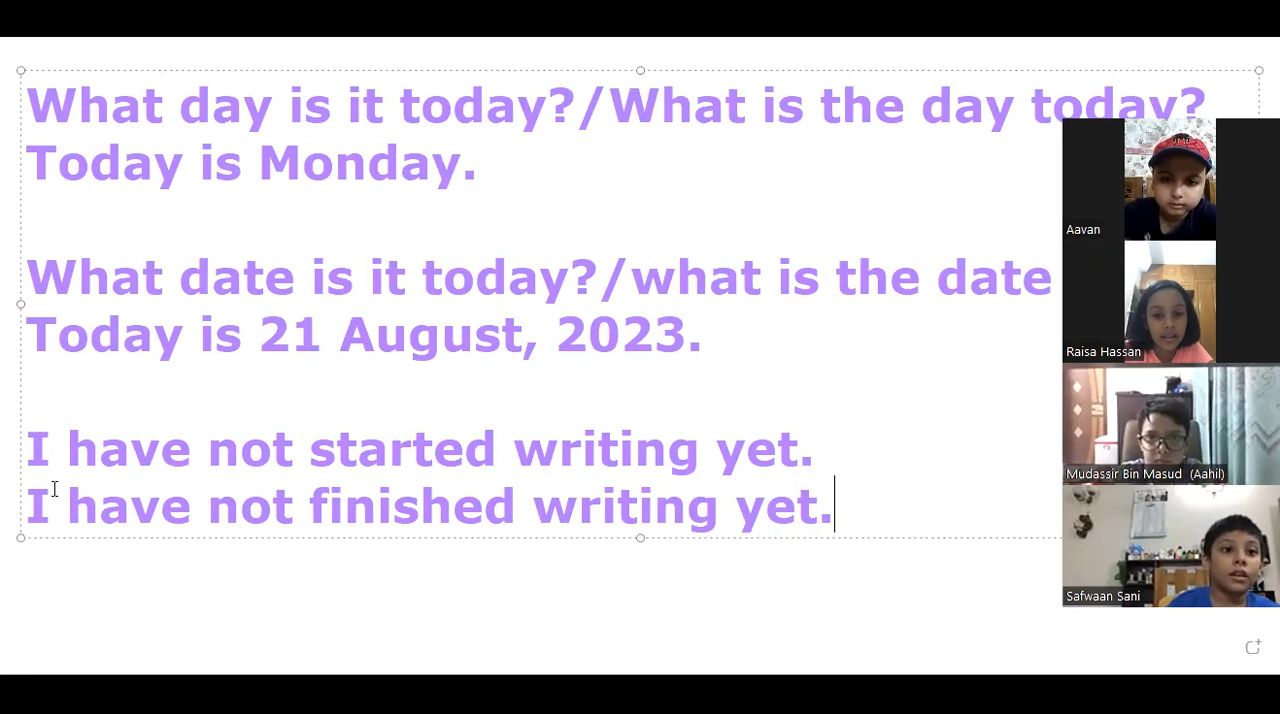 What day is it today?/What is the day today?
Today is Monday.
What date is it today?/what is the date
Today is 21 August, 2023.
I have not started writing yet.
I have not finished writing yet.
Aavan
Raisa Hassan
Mudassir Bin Masud (Aahil)
Safwaan Sani